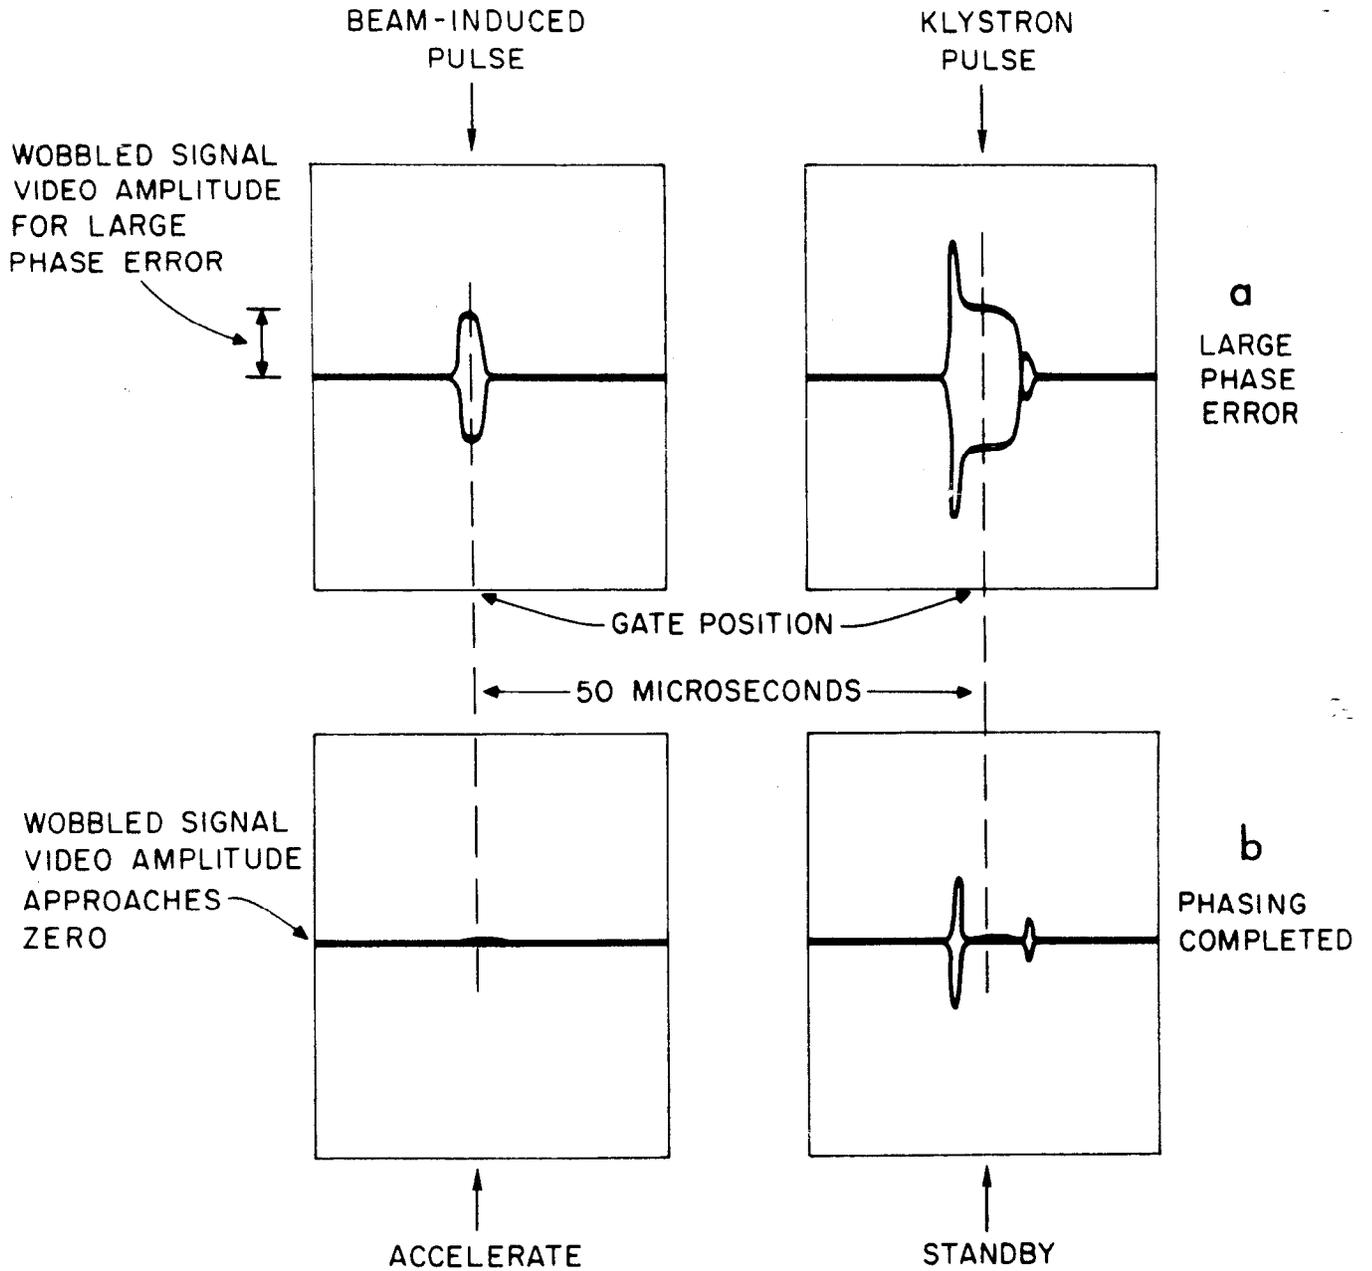 BEAM-INDUCED
PULSE
KLYSTRON
PULSE
WOBBLED SIGNAL
VIDEO AMPLITUDE
FOR LARGE
PHASE ERROR
a
LARGE
PHASE
ERROR
GATE POSITION
50 MICROSECONDS
WOBBLED SIGNAL
VIDEO AMPLITUDE
APPROACHES
ZERO
b
PHASING
COMPLETED
ACCELERATE
STANDBY